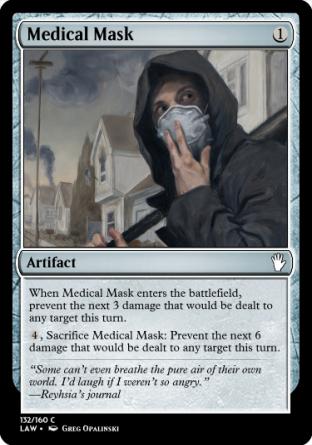 Medical Mask 1
Artifact
When Medical Mask enters the battlefield,
prevent the next 3 damage that would be dealt to
any target this turn.
4, Sacrifice Medical Mask: Prevent the next 6
damage that would be dealt to any target this turn.
“Some can’t even breathe the pure air of their
own world. I’d laugh if I weren’t so angry.”
—Reyhsia’s journal
132/160 C
LAW • Greg Opalinski